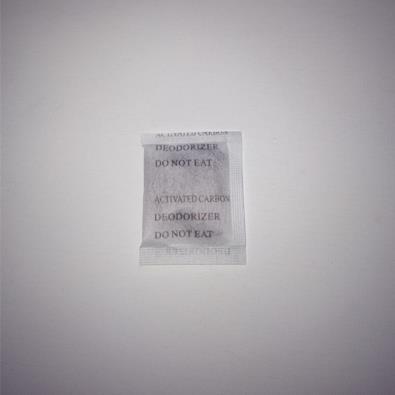 ACTIVATED CARBON
DEODORIZER
DO NOT EAT
ACTIVATED CARBON
DEODORIZER
DO NOT EAT